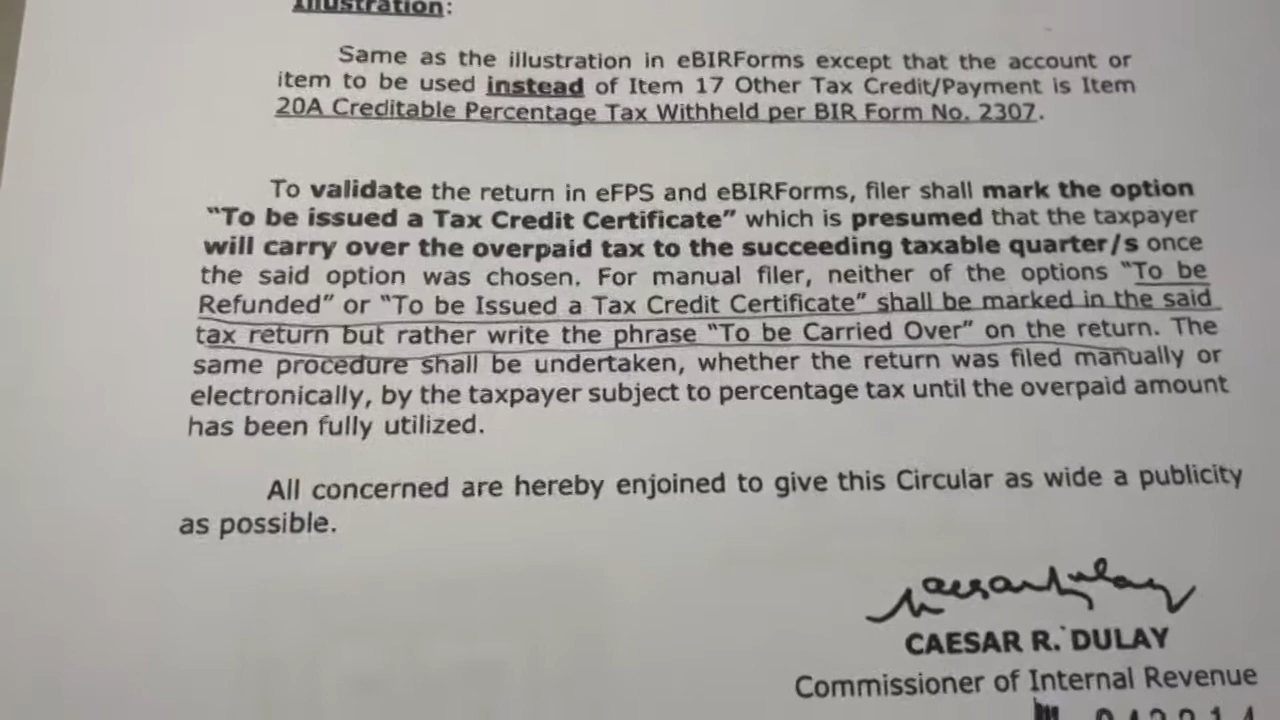 Illustration:
Same as the illustration in eBIRForms except that the account or
item to be used instead of Item 17 Other Tax Credit/Payment is Item
20A Creditable Percentage Tax Withheld per BIR Form No. 2307.
To validate the return in eFPS and eBIRForms, filer shall mark the option
“To be issued a Tax Credit Certificate” which is presumed that the taxpayer
will carry over the overpaid tax to the succeeding taxable quarter/s once
the said option was chosen. For manual filer, neither of the options “To be
Refunded” or “To be Issued a Tax Credit Certificate” shall be marked in the said
tax return but rather write the phrase “To be Carried Over” on the return. The
same procedure shall be undertaken, whether the return was filed manually or
electronically, by the taxpayer subject to percentage tax until the overpaid amount
has been fully utilized.
All concerned are hereby enjoined to give this Circular as wide a publicity
as possible.
CAESAR R. DULAY
Commissioner of Internal Revenue